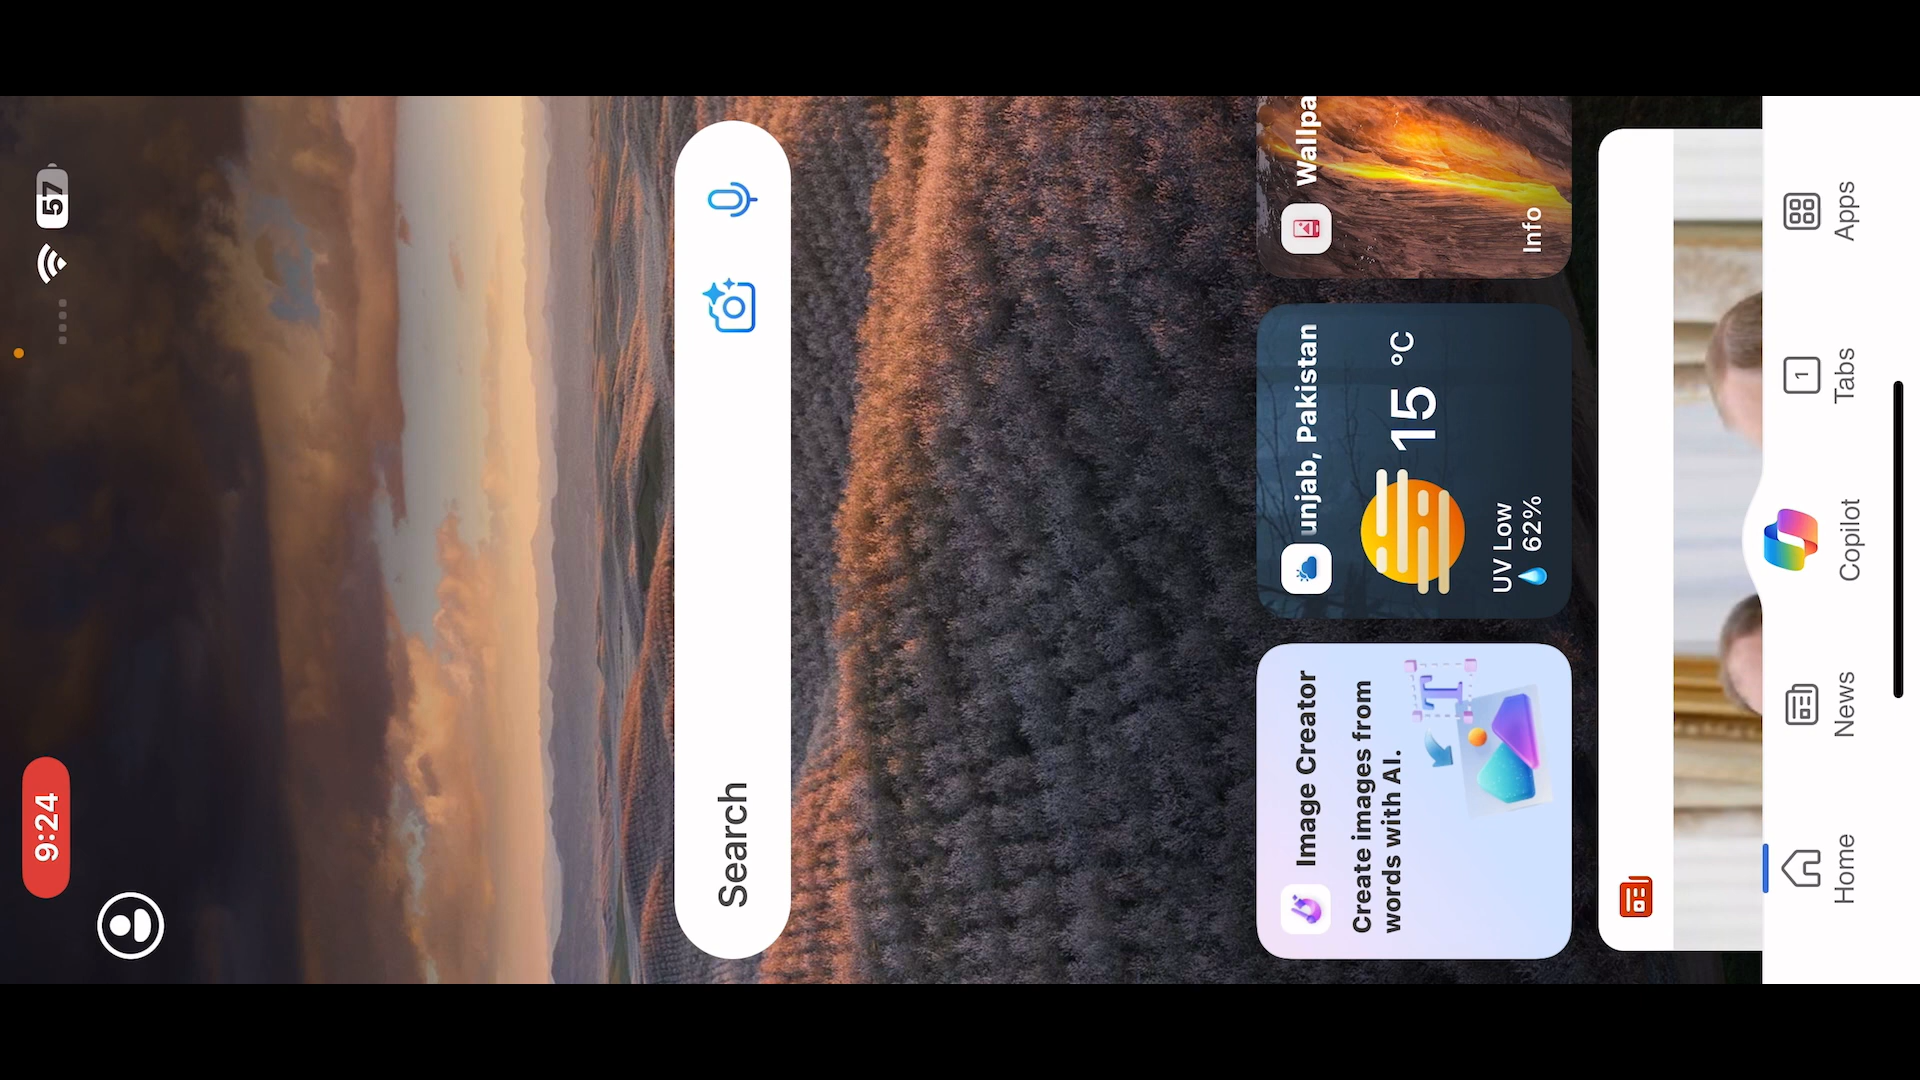 9:24
57
Search
Image Creator
Create images from
words with AI.
unjab, Pakistan
15 °C
UV Low
62%
Wallpa
Info
Home
News
Copilot
1
Tabs
Apps